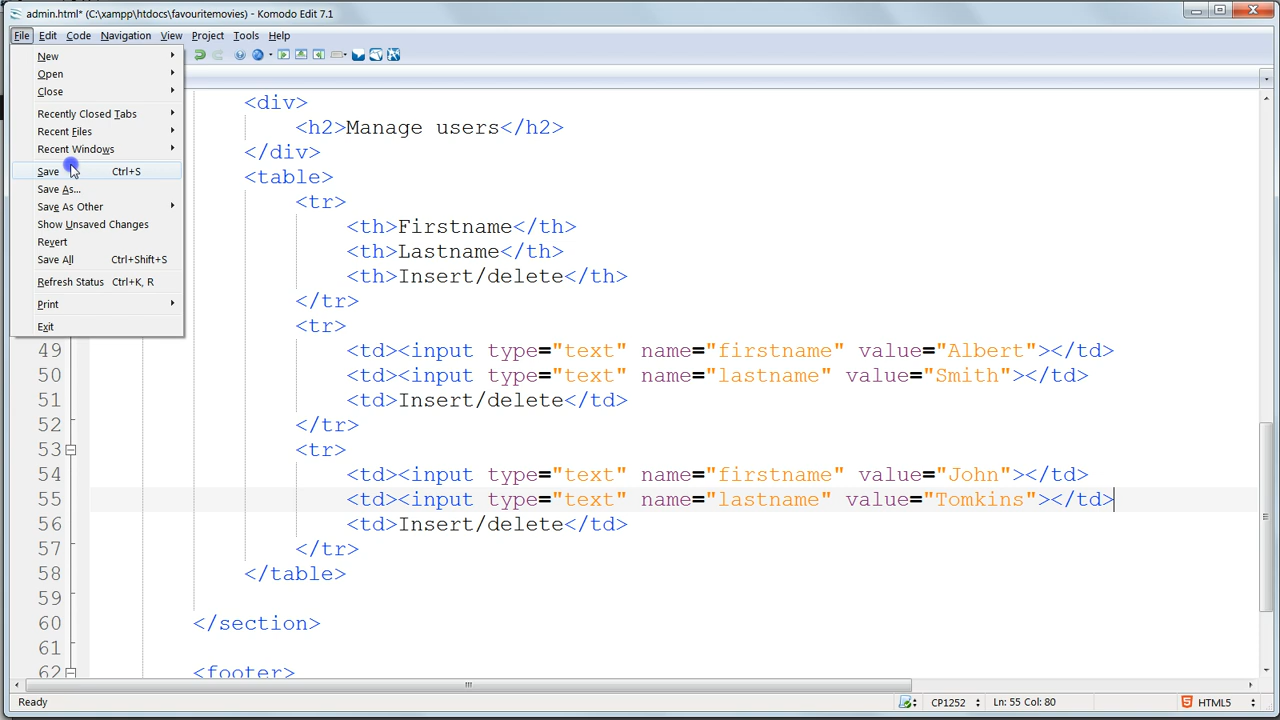 admin.html* (C:\xampp\htdocs\favouritemovies) - Komodo Edit 7.1
File Edit Code Navigation View Project Tools Help
New
Open
Close
Recently Closed Tabs
Recent Files
Recent Windows
Save Ctrl+S
Save As...
Save As Other
Show Unsaved Changes
Revert
Save All Ctrl+Shift+S
Refresh Status Ctrl+K, R
Print
Exit
<div>
<h2>Manage users</h2>
</div>
<table>
<tr>
<th>Firstname</th>
<th>Lastname</th>
<th>Insert/delete</th>
</tr>
<tr>
49 <td><input type="text" name="firstname" value="Albert"></td>
50 <td><input type="text" name="lastname" value="Smith"></td>
51 <td>Insert/delete</td>
52 </tr>
53 <tr>
54 <td><input type="text" name="firstname" value="John"></td>
55 <td><input type="text" name="lastname" value="Tomkins"></td>
56 <td>Insert/delete</td>
57 </tr>
58 </table>
59
60 </section>
61
62 <footer>
Ready CP1252 Ln: 55 Col: 80 HTML5